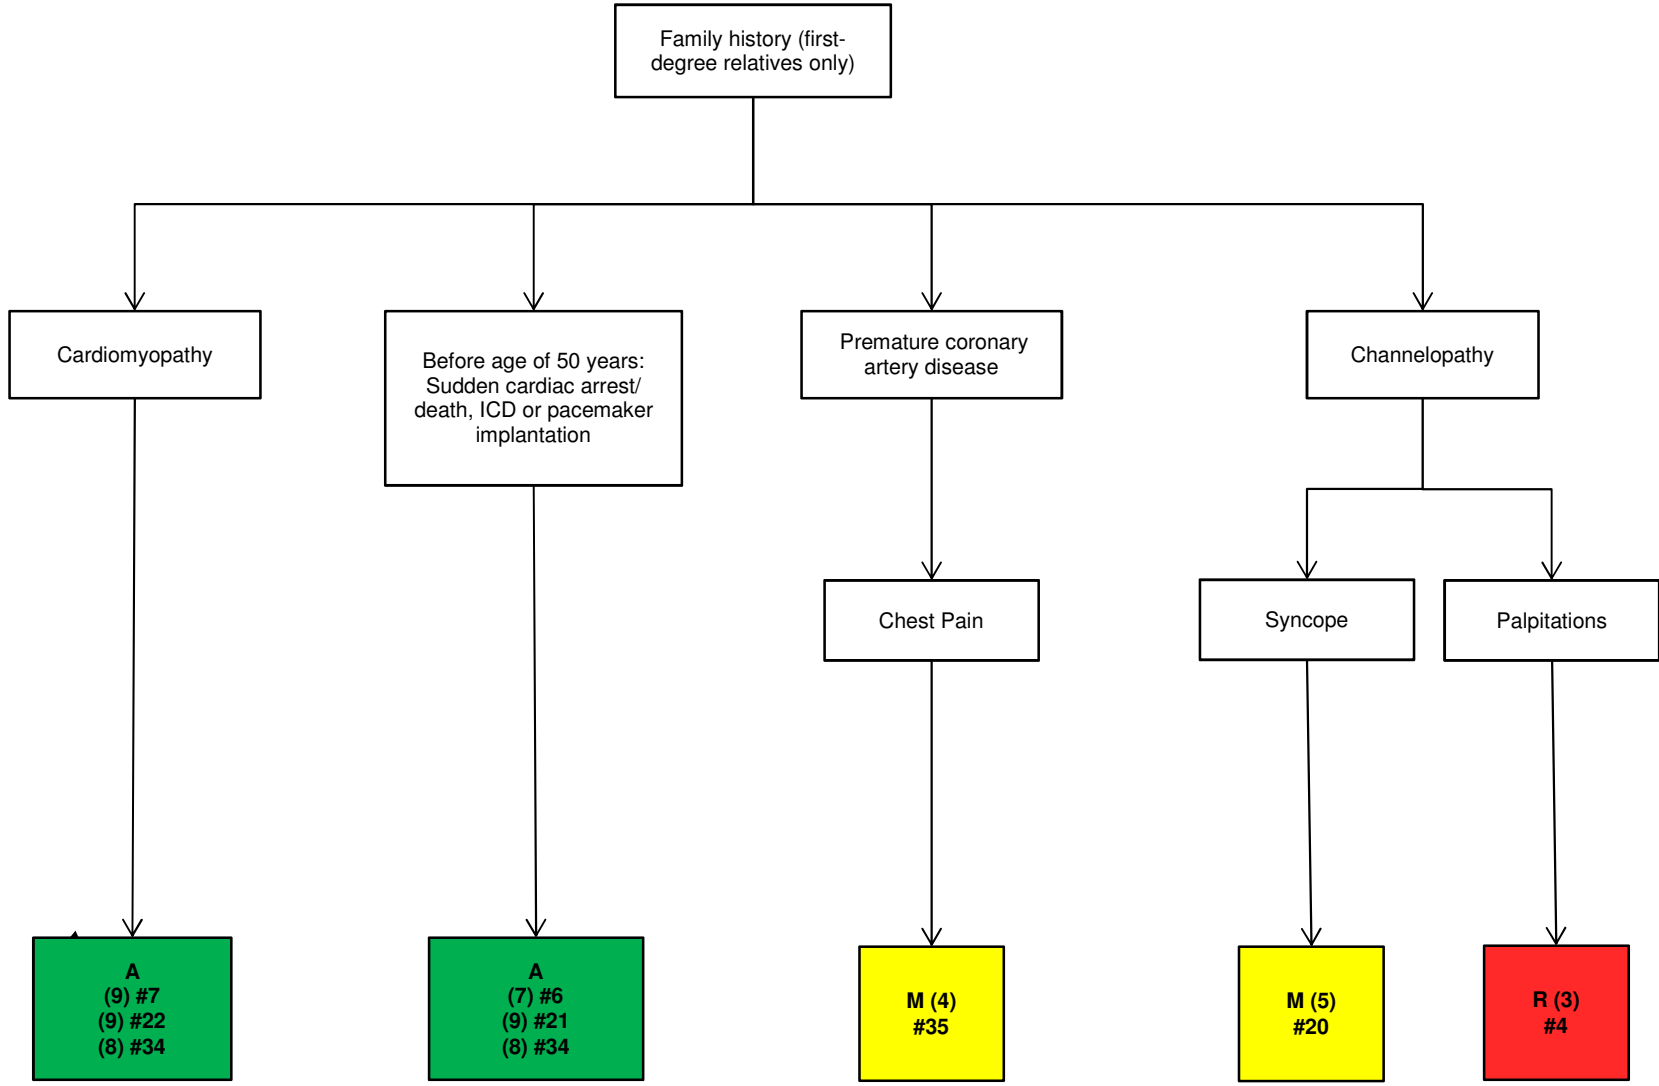 Family history (first-
degree relatives only)
Cardiomyopathy
Before age of 50 years:
Sudden cardiac arrest/
death, ICD or pacemaker
implantation
Premature coronary
artery disease
Channelopathy
Chest Pain
Syncope
Palpitations
A
(9) #7
(9) #22
(8) #34
A
(7) #6
(9) #21
(8) #34
M (4)
#35
M (5)
#20
R (3)
#4